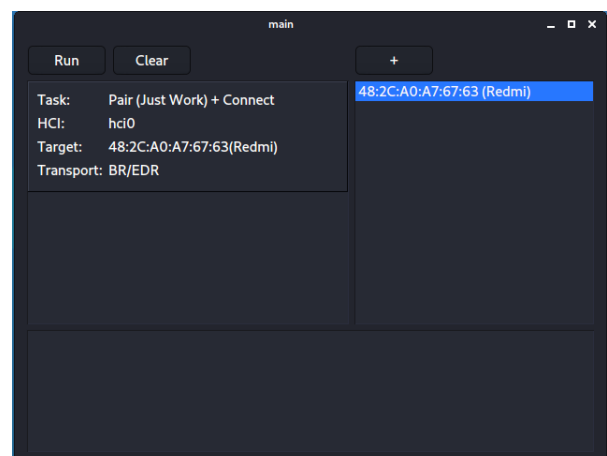 main
Run Clear +
Task: Pair (Just Work) + Connect
HCI: hci0
Target: 48:2C:A0:A7:67:63(Redmi)
Transport: BR/EDR
48:2C:A0:A7:67:63 (Redmi)